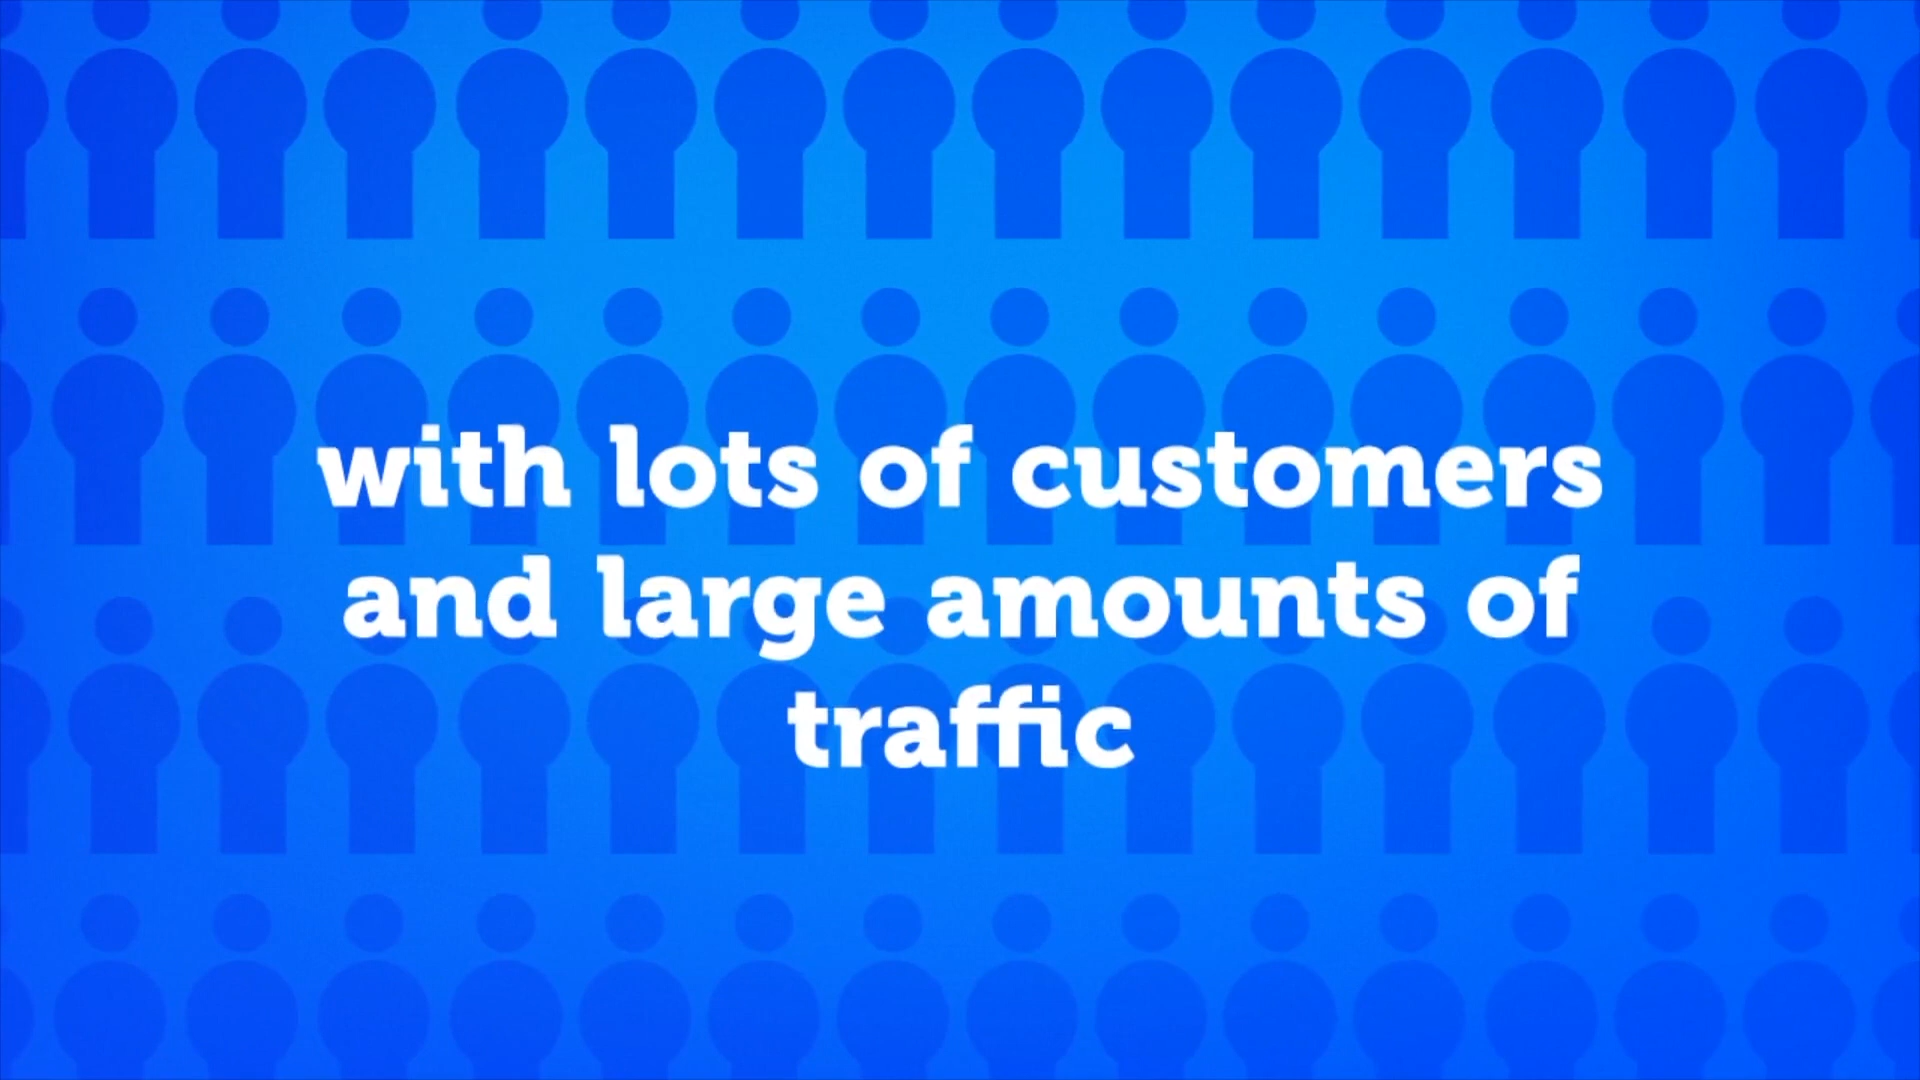 with lots of customers
and large amounts of
traffic